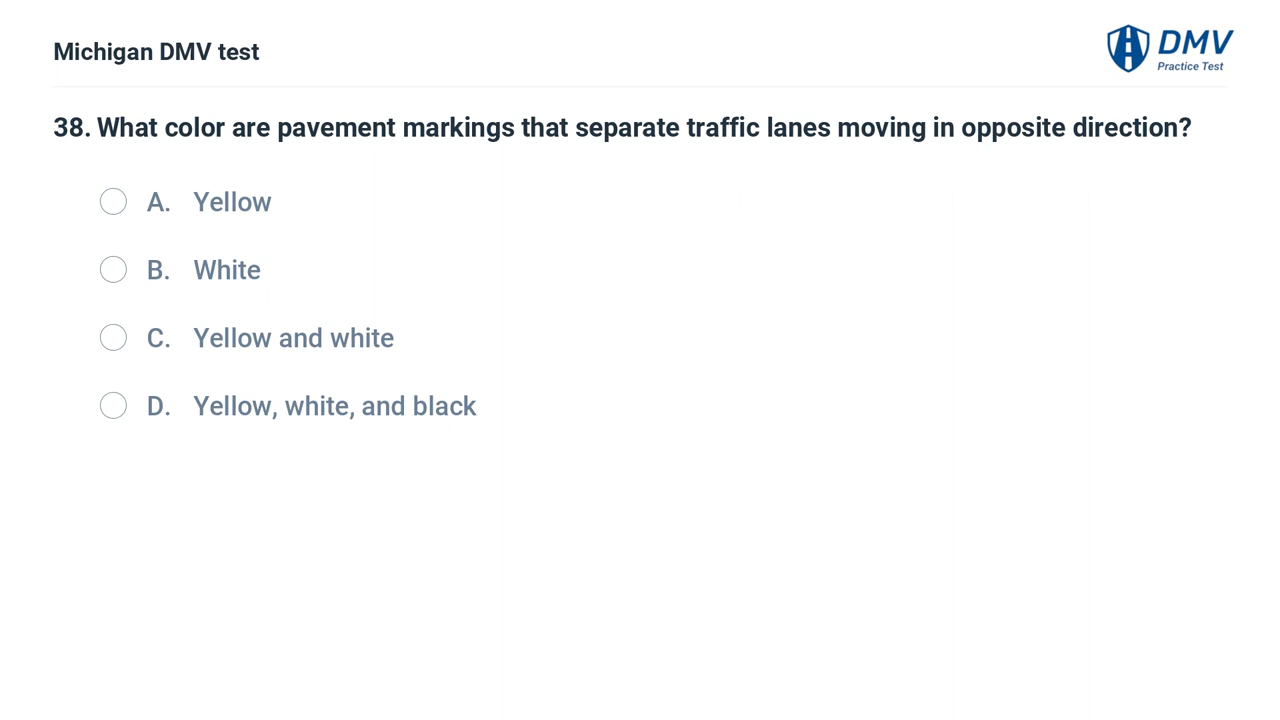 Michigan DMV test
DMV
Practice Test
38. What color are pavement markings that separate traffic lanes moving in opposite direction?
A. Yellow
B. White
C. Yellow and white
D. Yellow, white, and black